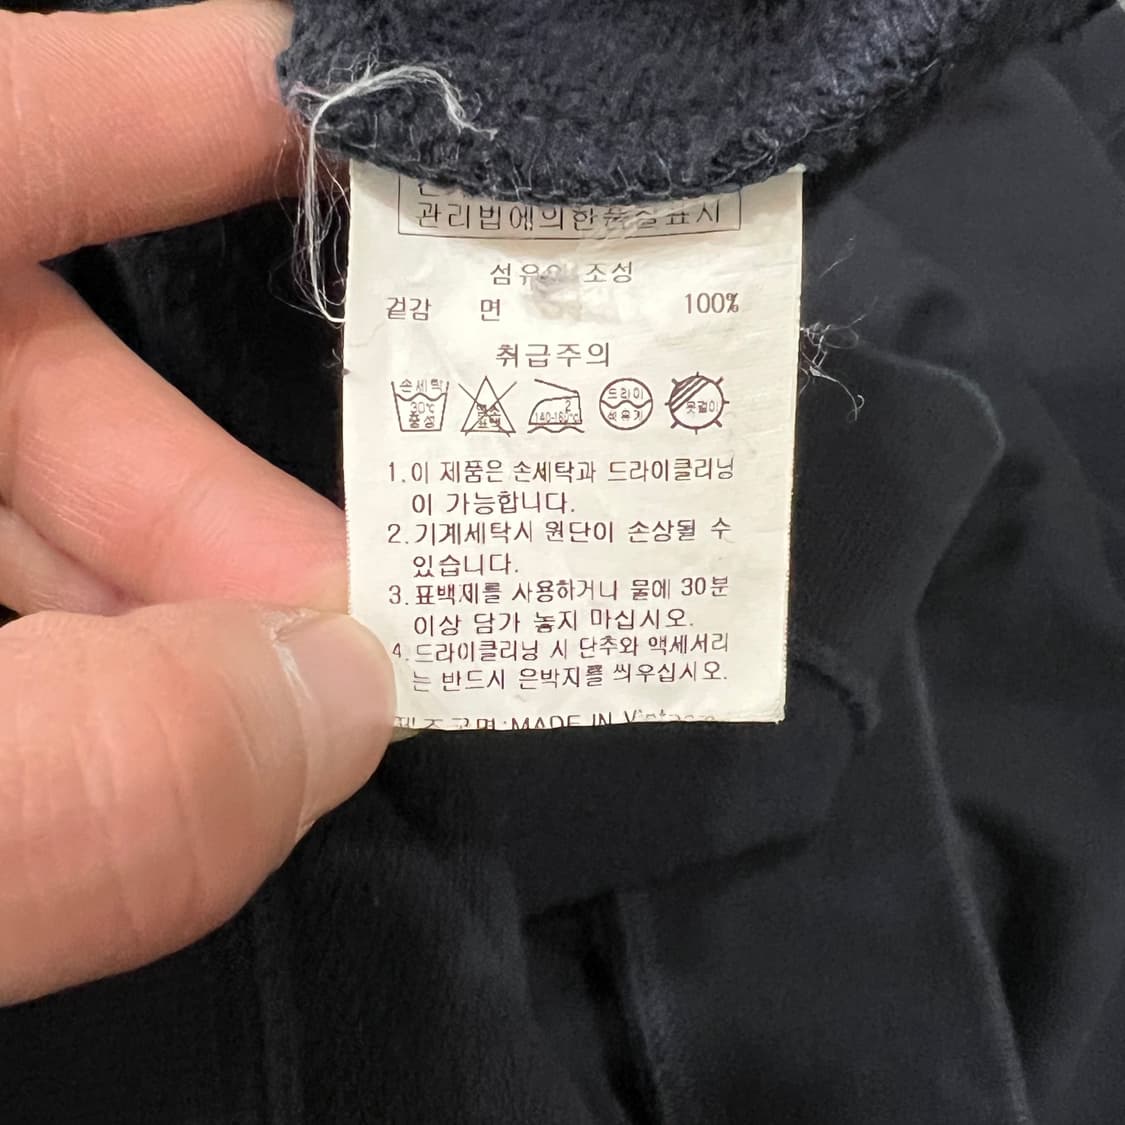 관리법에의한품질표시
섬유의 조성
겉감 면 100%
취급주의
손세탁
30℃
중성
염소
표백
2
140-160℃
드라이
석유계
옷걸이
1.이 제품은 손세탁과 드라이클리닝
이 가능합니다.
2.기계세탁시 원단이 손상될 수
있습니다.
3.표백제를 사용하거나 물에 30분
이상 담가 놓지 마십시오.
4.드라이클리닝 시 단추와 액세서리
는 반드시 은박지를 씌우십시오.
제조국명:MADE IN